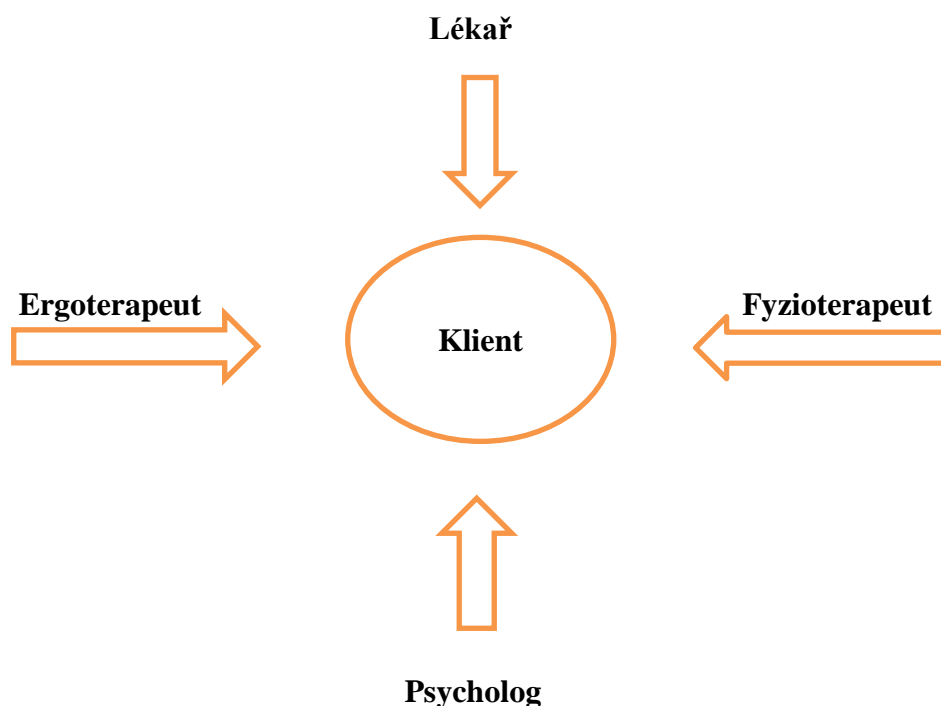 Lékař
Ergoterapeut
Fyzioterapeut
Klient
Psycholog